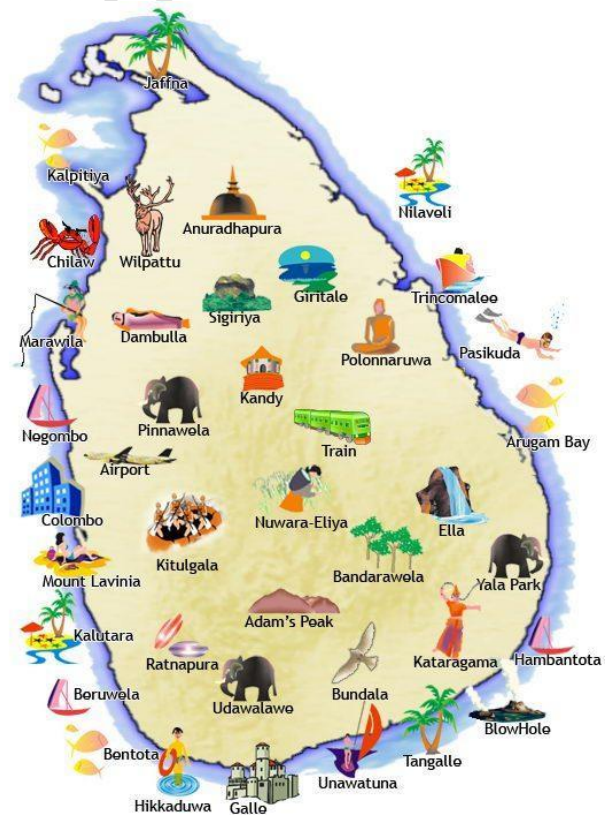 Jaffna
Kalpitiya
Nilaveli
Anuradhapura
Chilaw
Wilpattu
Giritale
Trincomalee
Sigiriya
Marawila
Dambulla
Polonnaruwa
Pasikuda
Kandy
Negombo
Pinnawela
Arugam Bay
Train
Airport
Colombo
Nuwara-Eliya
Ella
Kitulgala
Mount Lavinia
Bandarawela
Yala Park
Adam's Peak
Kalutara
Ratnapura
Kataragama
Hambantota
Beruwela
Udawalawe
Bundala
BlowHole
Bentota
Tangalle
Unawatuna
Hikkaduwa
Galle